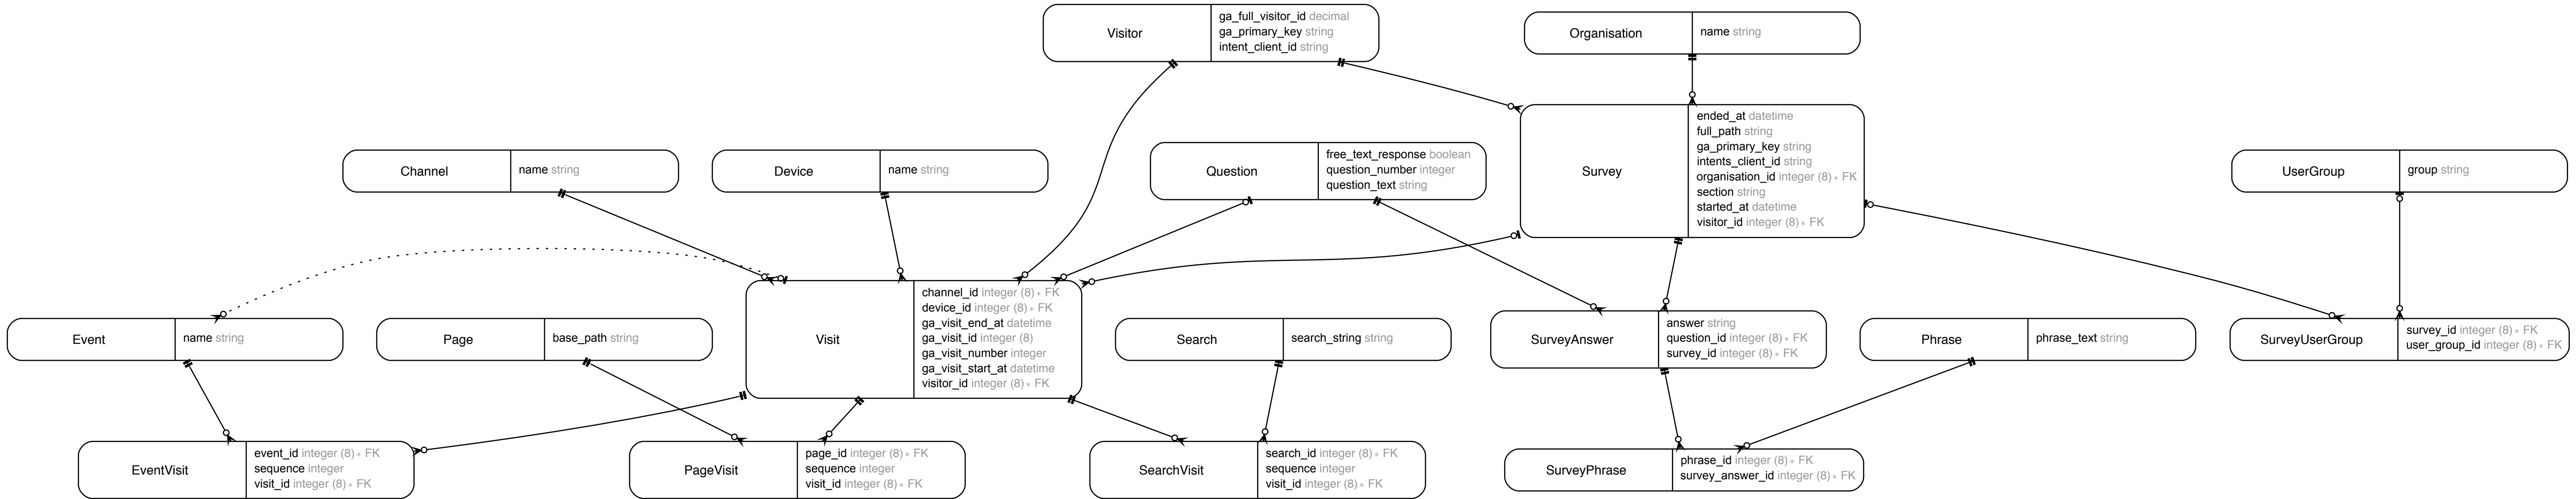 Visitor
ga_full_visitor_id decimal
ga_primary_key string
intent_client_id string
Organisation
name string
Survey
ended_at datetime
full_path string
ga_primary_key string
intents_client_id string
organisation_id integer (8) * FK
section string
started_at datetime
visitor_id integer (8) * FK
Channel
name string
Device
name string
Question
free_text_response boolean
question_number integer
question_text string
UserGroup
group string
Event
name string
Page
base_path string
Visit
channel_id integer (8) * FK
device_id integer (8) * FK
ga_visit_end_at datetime
ga_visit_id integer (8)
ga_visit_number integer
ga_visit_start_at datetime
visitor_id integer (8) * FK
Search
search_string string
SurveyAnswer
answer string
question_id integer (8) * FK
survey_id integer (8) * FK
Phrase
phrase_text string
SurveyUserGroup
survey_id integer (8) * FK
user_group_id integer (8) * FK
EventVisit
event_id integer (8) * FK
sequence integer
visit_id integer (8) * FK
PageVisit
page_id integer (8) * FK
sequence integer
visit_id integer (8) * FK
SearchVisit
search_id integer (8) * FK
sequence integer
visit_id integer (8) * FK
SurveyPhrase
phrase_id integer (8) * FK
survey_answer_id integer (8) * FK